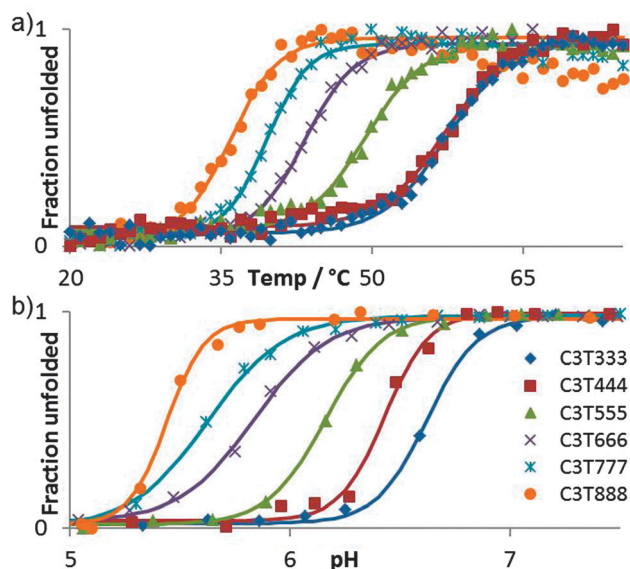 a)
1
Fraction unfolded
0
20
35
Temp / °C
50
65
b)
1
Fraction unfolded
0
5
6
pH
7
C3T333
C3T444
C3T555
C3T666
C3T777
C3T888